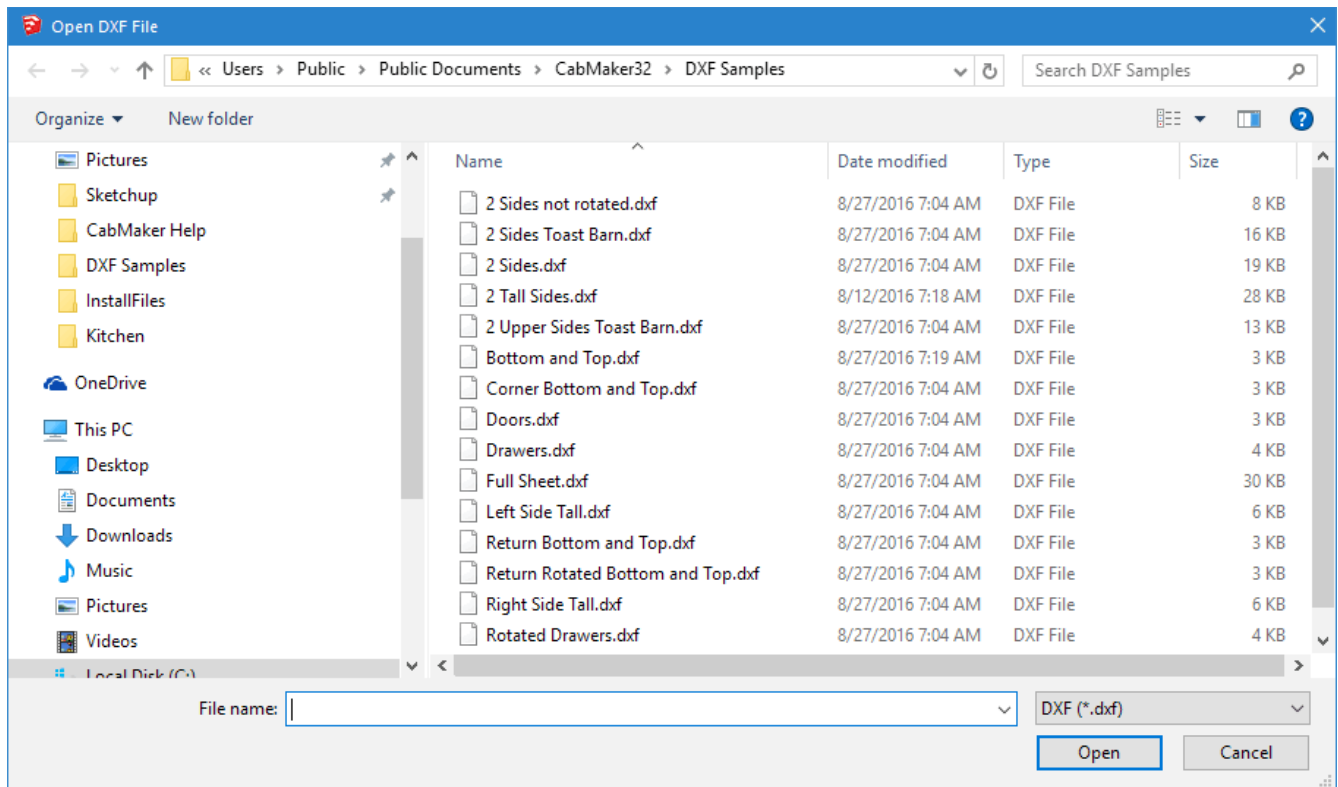 Open DXF File
« Users > Public > Public Documents > CabMaker32 > DXF Samples Search DXF Samples
Organize New folder
Pictures
Sketchup
CabMaker Help
DXF Samples
InstallFiles
Kitchen
OneDrive
This PC
Desktop
Documents
Downloads
Music
Pictures
Videos
Local Disk (C:)
Name Date modified Type Size
2 Sides not rotated.dxf 8/27/2016 7:04 AM DXF File 8 KB
2 Sides Toast Barn.dxf 8/27/2016 7:04 AM DXF File 16 KB
2 Sides.dxf 8/27/2016 7:04 AM DXF File 19 KB
2 Tall Sides.dxf 8/12/2016 7:18 AM DXF File 28 KB
2 Upper Sides Toast Barn.dxf 8/27/2016 7:04 AM DXF File 13 KB
Bottom and Top.dxf 8/27/2016 7:19 AM DXF File 3 KB
Corner Bottom and Top.dxf 8/27/2016 7:04 AM DXF File 3 KB
Doors.dxf 8/27/2016 7:04 AM DXF File 3 KB
Drawers.dxf 8/27/2016 7:04 AM DXF File 4 KB
Full Sheet.dxf 8/27/2016 7:04 AM DXF File 30 KB
Left Side Tall.dxf 8/27/2016 7:04 AM DXF File 6 KB
Return Bottom and Top.dxf 8/27/2016 7:04 AM DXF File 3 KB
Return Rotated Bottom and Top.dxf 8/27/2016 7:04 AM DXF File 3 KB
Right Side Tall.dxf 8/27/2016 7:04 AM DXF File 6 KB
Rotated Drawers.dxf 8/27/2016 7:04 AM DXF File 4 KB
File name: DXF (*.dxf)
Open Cancel